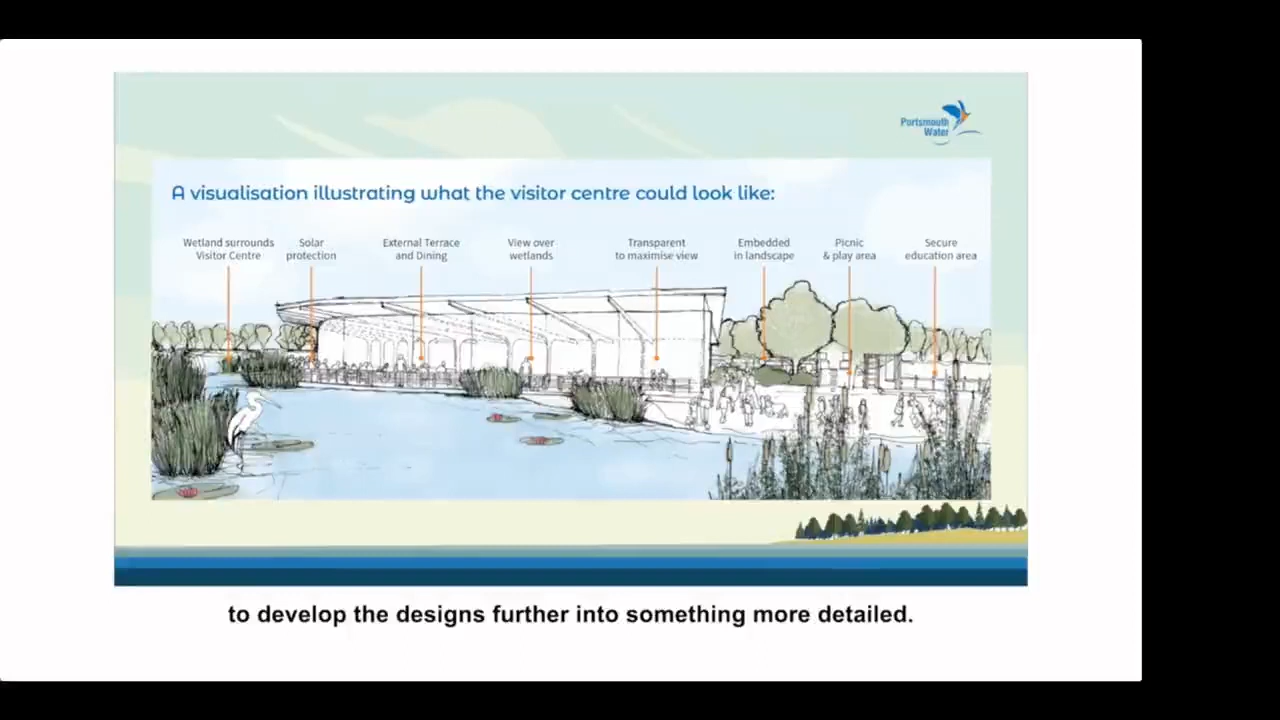 Portsmouth
Water
A visualisation illustrating what the visitor centre could look like:
Wetland surrounds
Visitor Centre
Solar
protection
External Terrace
and Dining
View over
wetlands
Transparent
to maximise view
Embedded
in landscape
Picnic
& play area
Secure
education area
to develop the designs further into something more detailed.